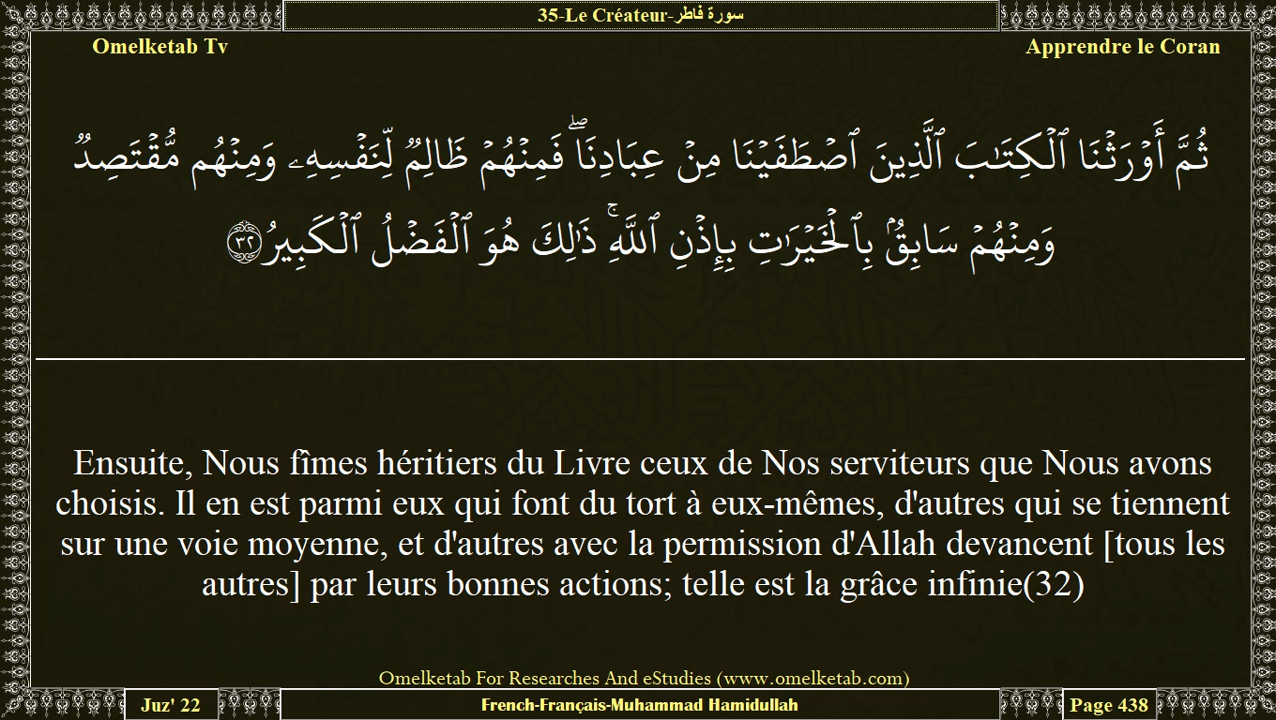 35-Le Créateur-سورة فاطر
Omelketab Tv
Apprendre le Coran
ثُمَّ أَوْرَثْنَا ٱلْكِتَٰبَ ٱلَّذِينَ ٱصْطَفَيْنَا مِنْ عِبَادِنَاۖ فَمِنْهُمْ ظَالِمٌ لِّنَفْسِهِۦ وَمِنْهُم مُّقْتَصِدٌ
وَمِنْهُمْ سَابِقٌۢ بِٱلْخَيْرَٰتِ بِإِذْنِ ٱللَّهِۚ ذَٰلِكَ هُوَ ٱلْفَضْلُ ٱلْكَبِيرُ ٣٢
Ensuite, Nous fîmes héritiers du Livre ceux de Nos serviteurs que Nous avons
choisis. Il en est parmi eux qui font du tort à eux-mêmes, d'autres qui se tiennent
sur une voie moyenne, et d'autres avec la permission d'Allah devancent [tous les
autres] par leurs bonnes actions; telle est la grâce infinie(32)
Omelketab For Researches And eStudies (www.omelketab.com)
Juz' 22
French-Français-Muhammad Hamidullah
Page 438